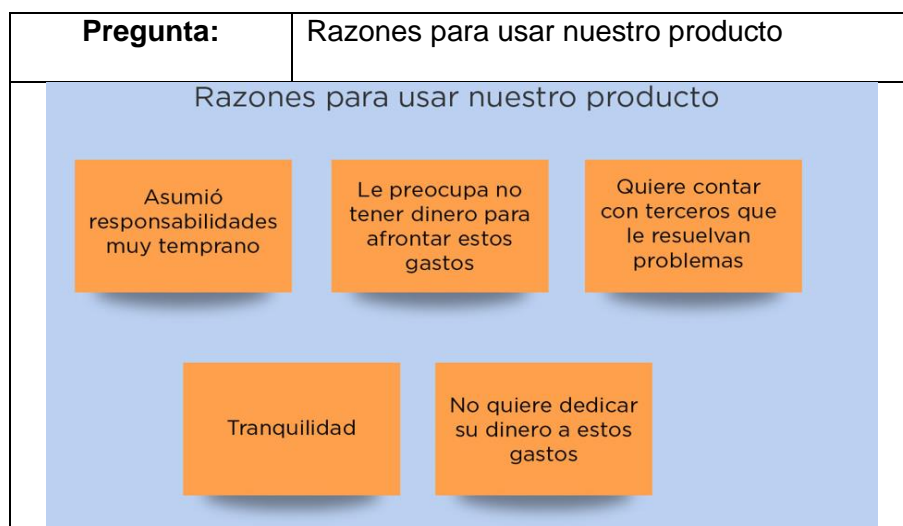 Pregunta: Razones para usar nuestro producto
Razones para usar nuestro producto
Asumió
responsabilidades
muy temprano
Le preocupa no
tener dinero para
afrontar estos
gastos
Quiere contar
con terceros que
le resuelvan
problemas
Tranquilidad
No quiere dedicar
su dinero a estos
gastos